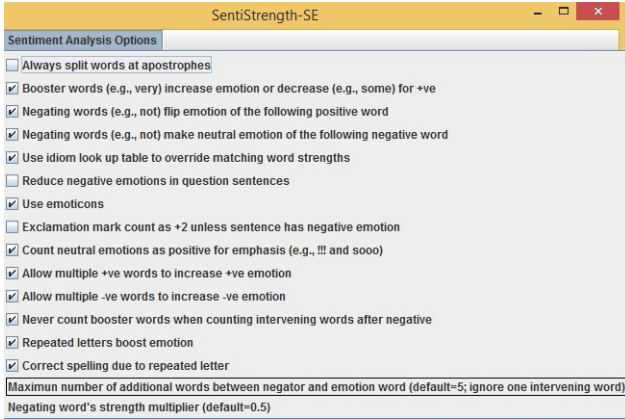 SentiStrength-SE
Sentiment Analysis Options
Always split words at apostrophes
Booster words (e.g., very) increase emotion or decrease (e.g., some) for +ve
Negating words (e.g., not) flip emotion of the following positive word
Negating words (e.g., not) make neutral emotion of the following negative word
Use idiom look up table to override matching word strengths
Reduce negative emotions in question sentences
Use emoticons
Exclamation mark count as +2 unless sentence has negative emotion
Count neutral emotions as positive for emphasis (e.g., !!! and sooo)
Allow multiple +ve words to increase +ve emotion
Allow multiple -ve words to increase -ve emotion
Never count booster words when counting intervening words after negative
Repeated letters boost emotion
Correct spelling due to repeated letter
Maximun number of additional words between negator and emotion word (default=5; ignore one intervening word)
Negating word's strength multiplier (default=0.5)